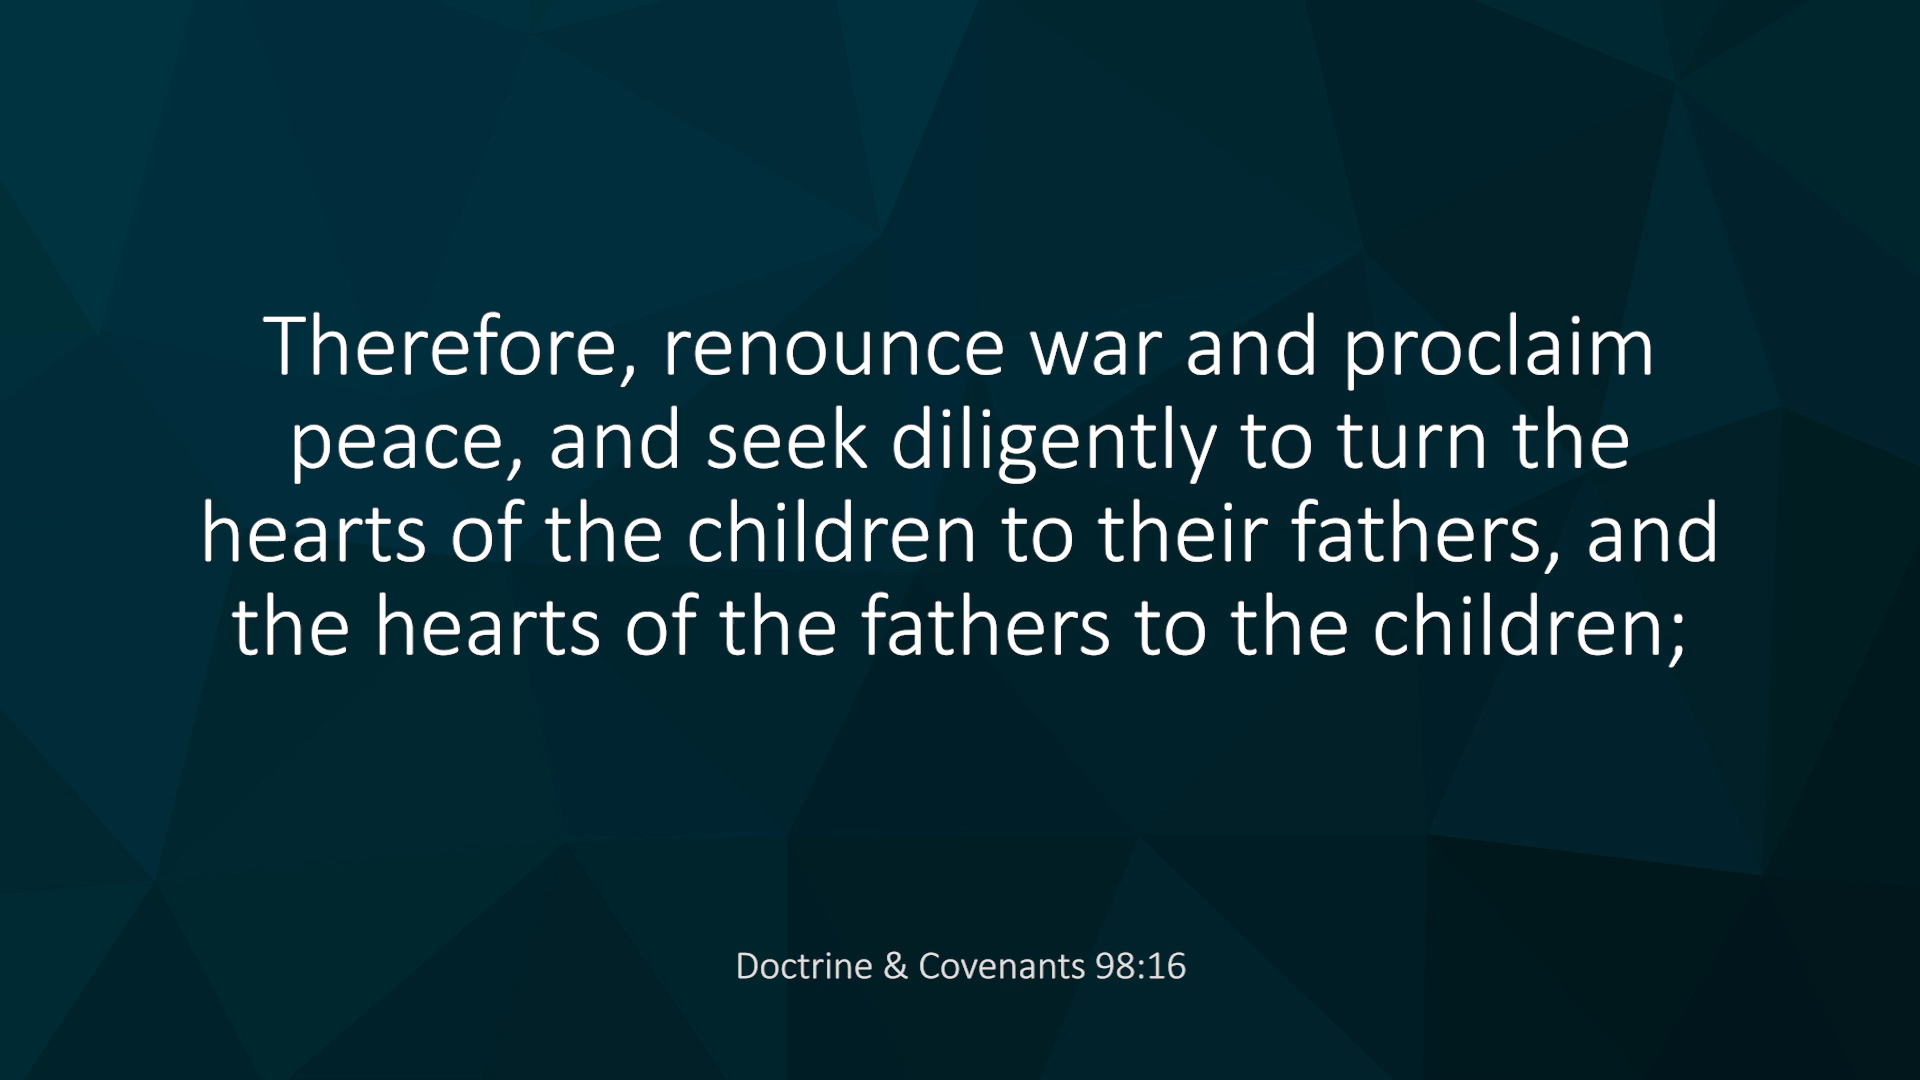 Therefore, renounce war and proclaim
peace, and seek diligently to turn the
hearts of the children to their fathers, and
the hearts of the fathers to the children;
Doctrine & Covenants 98:16